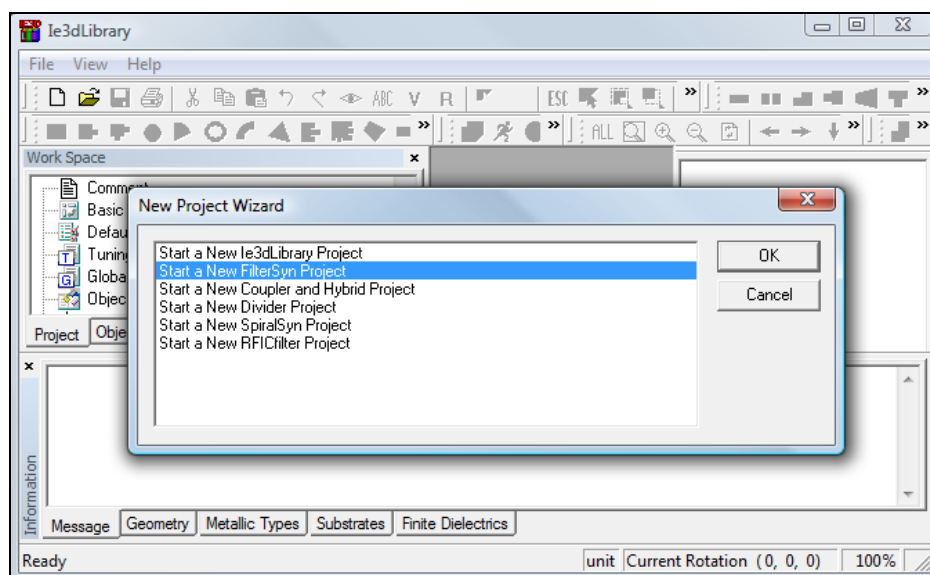 Ie3dLibrary
File View Help
ESC
ABC V R
ALL
Work Space
Comment
Basic
New Project Wizard
Defau
Tuning
Globa
Objec
Start a New Ie3dLibrary Project
Start a New FilterSyn Project
Start a New Coupler and Hybrid Project
Start a New Divider Project
Start a New SpiralSyn Project
Start a New RFICfilter Project
OK
Cancel
Project Obje
Information
Message Geometry Metallic Types Substrates Finite Dielectrics
Ready unit Current Rotation (0, 0, 0) 100%